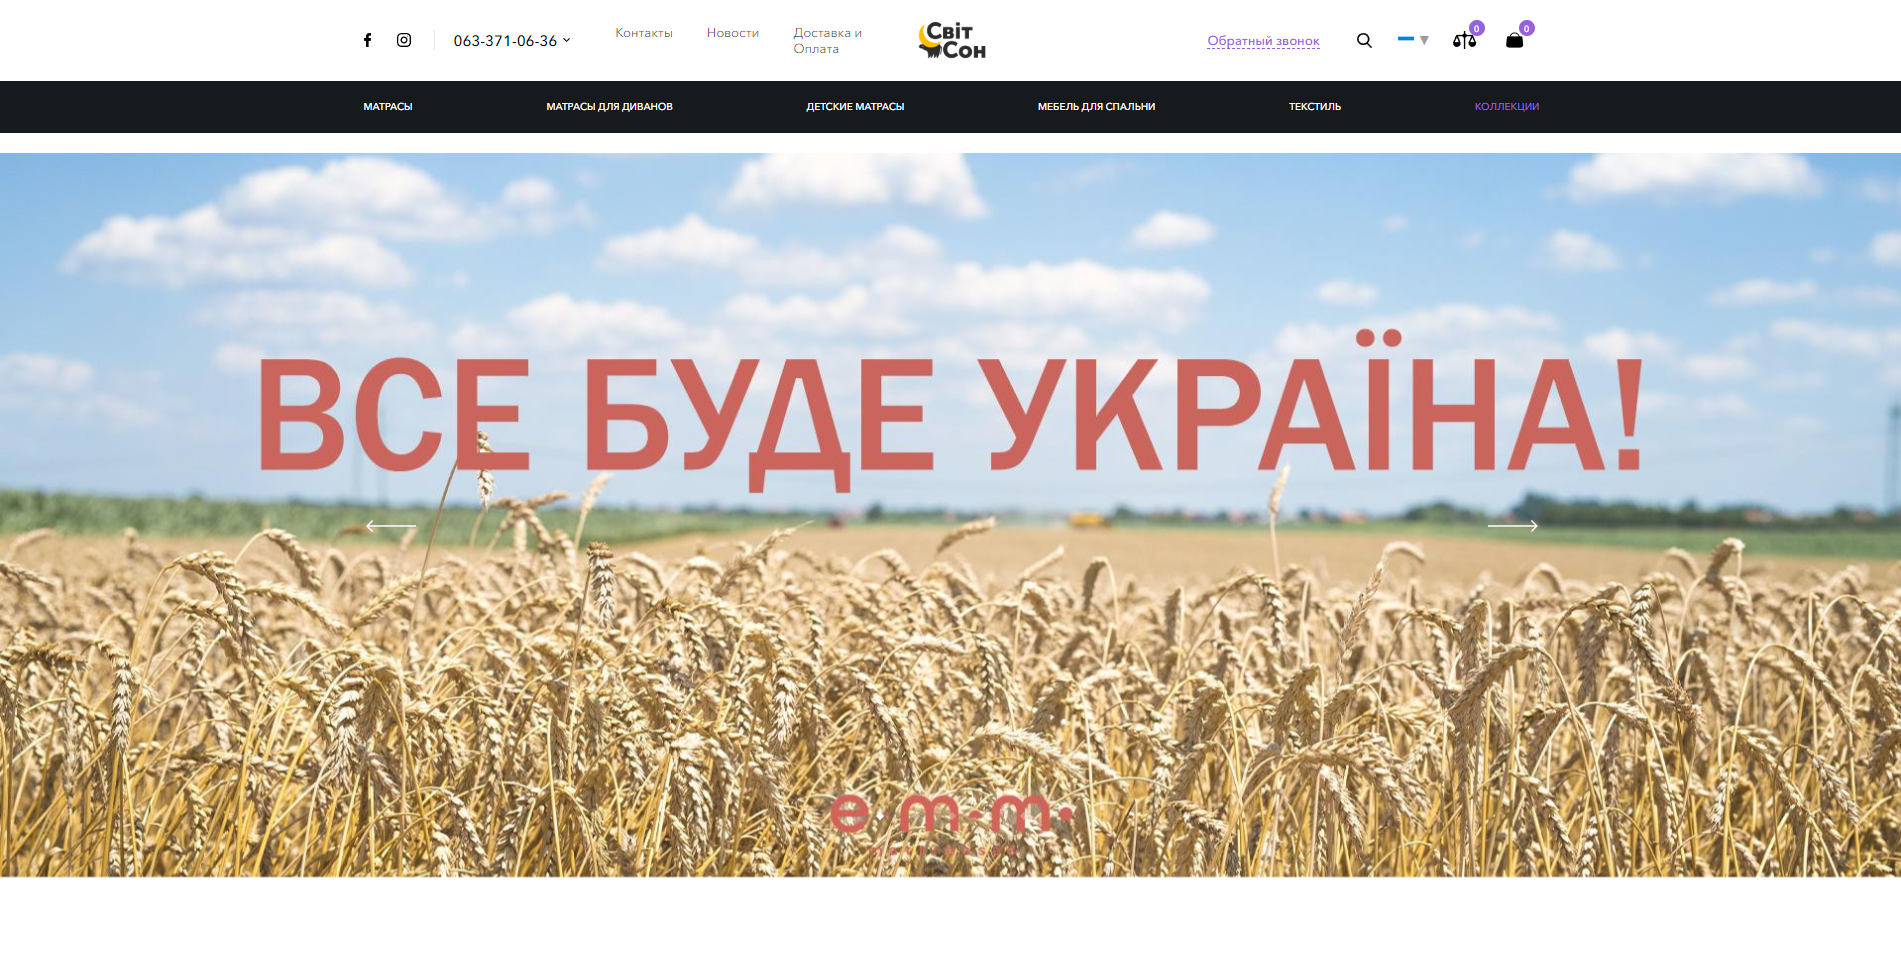 063-371-06-36
Контакты
Новости
Доставка и
Оплата
Світ
Сон
Обратный звонок
0
0
МАТРАСЫ
МАТРАСЫ ДЛЯ ДИВАНОВ
ДЕТСКИЕ МАТРАСЫ
МЕБЕЛЬ ДЛЯ СПАЛЬНИ
ТЕКСТИЛЬ
КОЛЛЕКЦИИ
ВСЕ БУДЕ УКРАЇНА!
e·m·m·